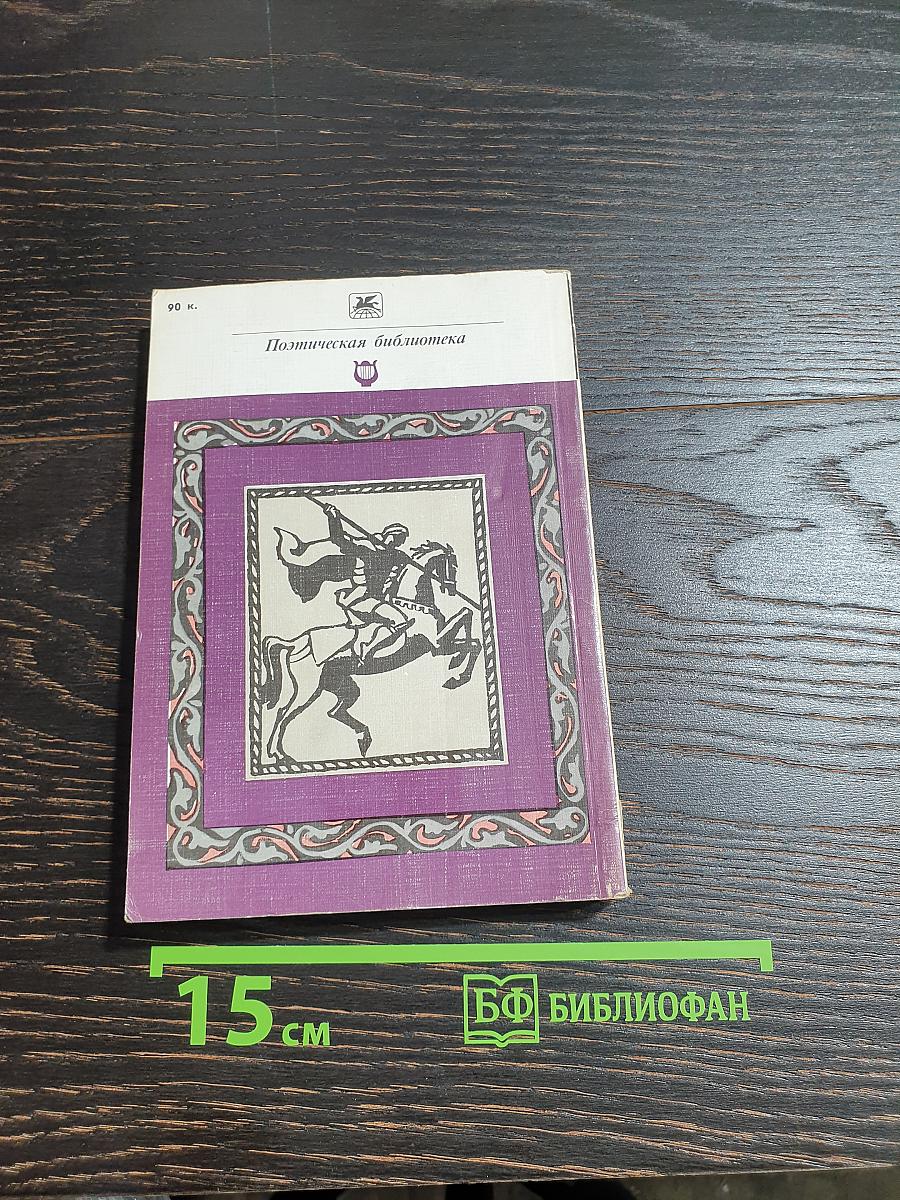 90 к.
Поэтическая библиотека
15 см
БФ БИБЛИОФАН